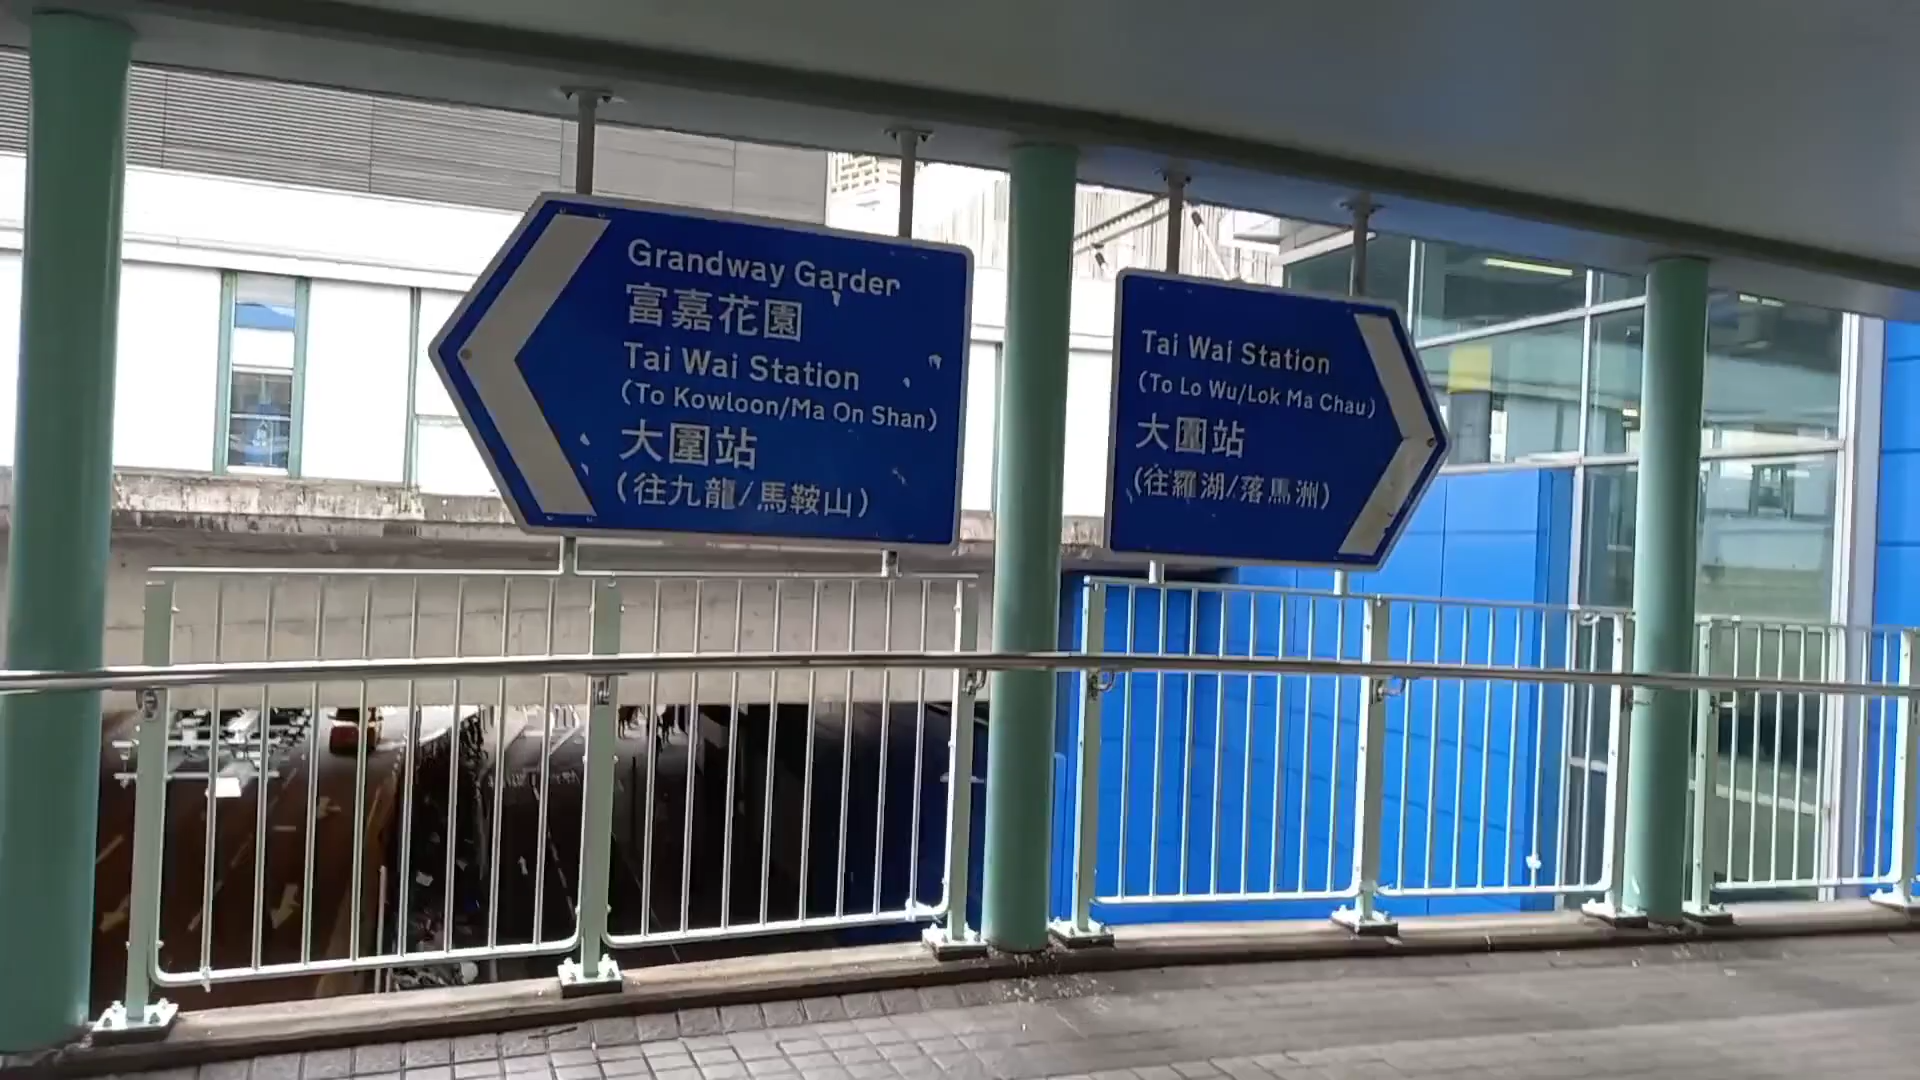 Grandway Garden
富嘉花園
Tai Wai Station
(To Kowloon/Ma On Shan)
大圍站
(往九龍/馬鞍山)
Tai Wai Station
(To Lo Wu/Lok Ma Chau)
大圍站
(往羅湖/落馬洲)